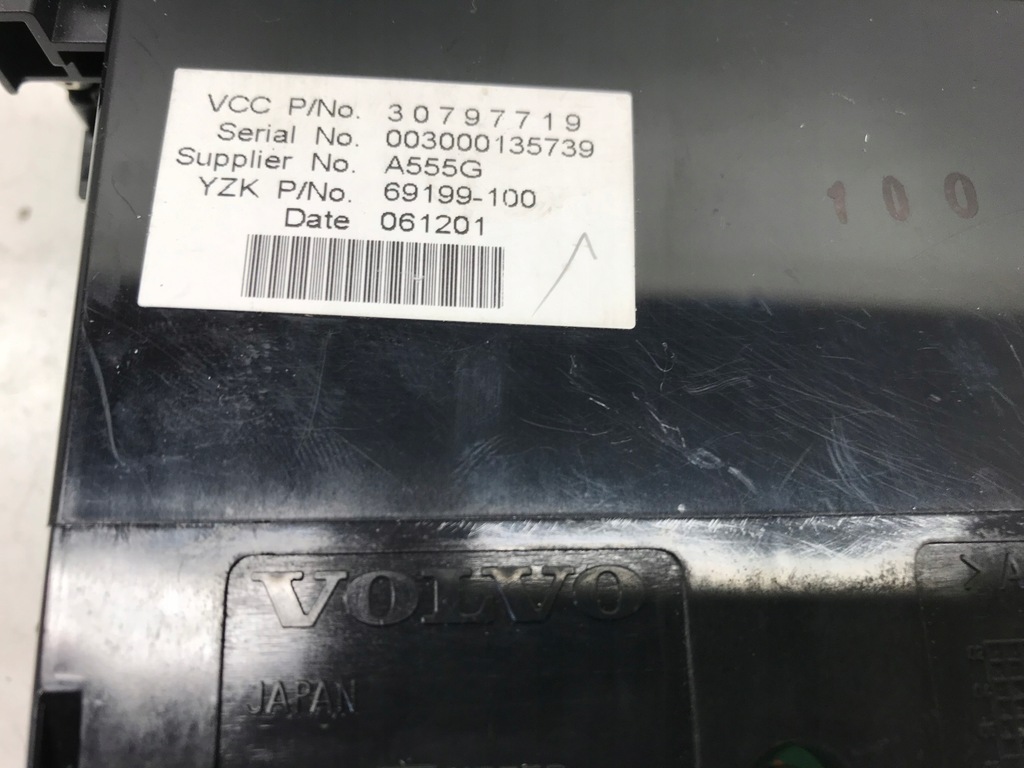 VCC P/No. 30797719
Serial No. 003000135739
Supplier No. A555G
YZK P/No. 69199-100
Date 061201
100
VOLVO
>A
JAPAN